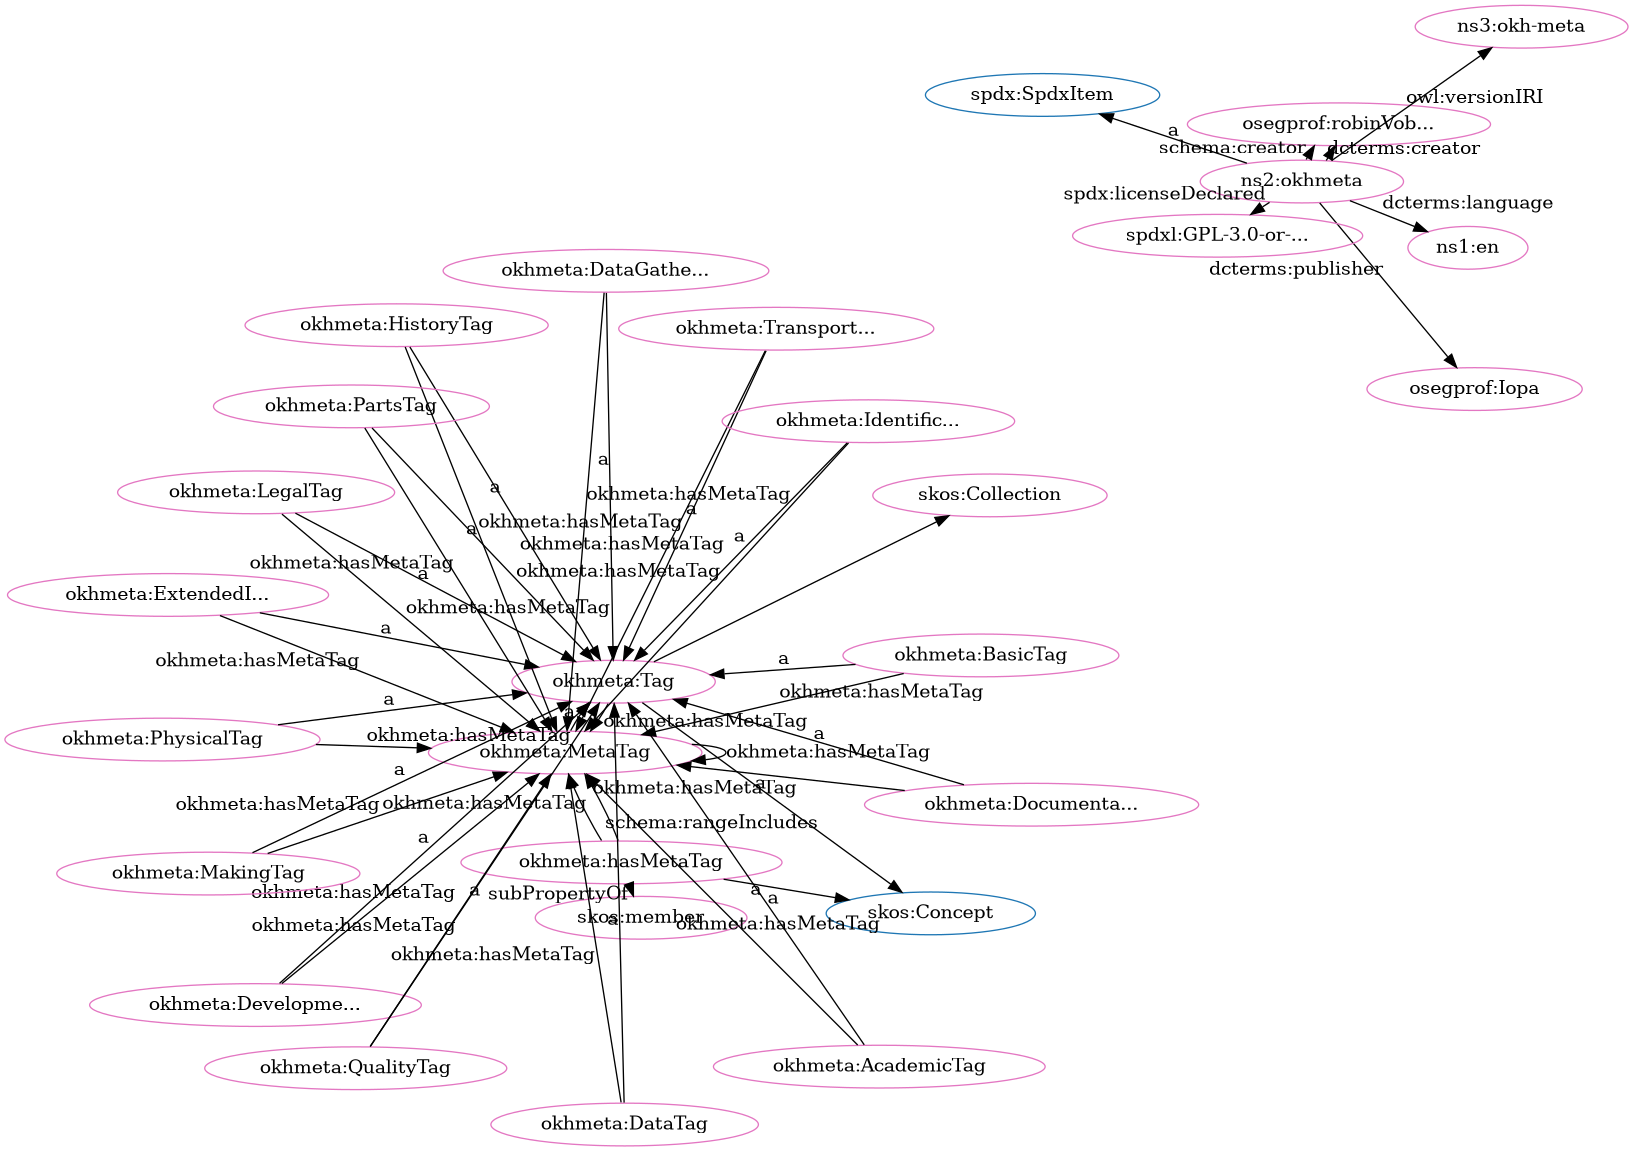 ns3:okh-meta
spdx:SpdxItem
owl:versionIRI
osegprof:robinVob...
a
schema:creator
dcterms:creator
ns2:okhmeta
spdx:licenseDeclared
dcterms:language
spdxl:GPL-3.0-or-...
ns1:en
dcterms:publisher
okhmeta:DataGathe...
okhmeta:HistoryTag
okhmeta:Transport...
osegprof:Iopa
okhmeta:PartsTag
okhmeta:Identific...
a
okhmeta:LegalTag
a
okhmeta:hasMetaTag
skos:Collection
a
okhmeta:hasMetaTag
a
a
okhmeta:hasMetaTag
okhmeta:hasMetaTag
a
okhmeta:hasMetaTag
okhmeta:ExtendedI...
okhmeta:hasMetaTag
a
okhmeta:hasMetaTag
a
okhmeta:BasicTag
okhmeta:Tag
okhmeta:hasMetaTag
a
a
okhmeta:hasMetaTag
okhmeta:PhysicalTag
okhmeta:hasMetaTag
a
okhmeta:MetaTag
okhmeta:hasMetaTag
a
okhmeta:hasMetaTag
a
okhmeta:hasMetaTag
okhmeta:hasMetaTag
okhmeta:Documenta...
schema:rangeIncludes
a
okhmeta:hasMetaTag
okhmeta:MakingTag
okhmeta:hasMetaTag
a
subPropertyOf
a
a
skos:Concept
skos:member
a
okhmeta:hasMetaTag
okhmeta:hasMetaTag
okhmeta:hasMetaTag
okhmeta:Developme...
okhmeta:QualityTag
okhmeta:AcademicTag
okhmeta:DataTag